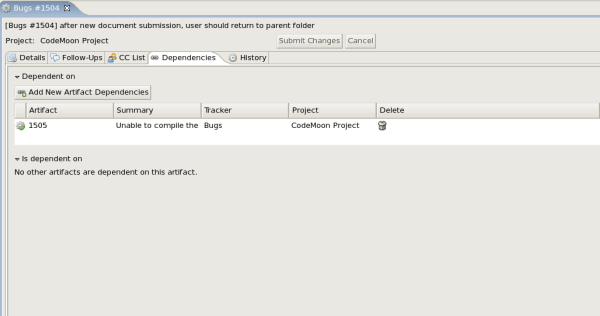 Bugs #1504
[Bugs #1504] after new document submission, user should return to parent folder
Project: CodeMoon Project Submit Changes Cancel
Details Follow-Ups CC List Dependencies History
Dependent on
Add New Artifact Dependencies
Artifact Summary Tracker Project Delete
1505 Unable to compile the Bugs CodeMoon Project
Is dependent on
No other artifacts are dependent on this artifact.